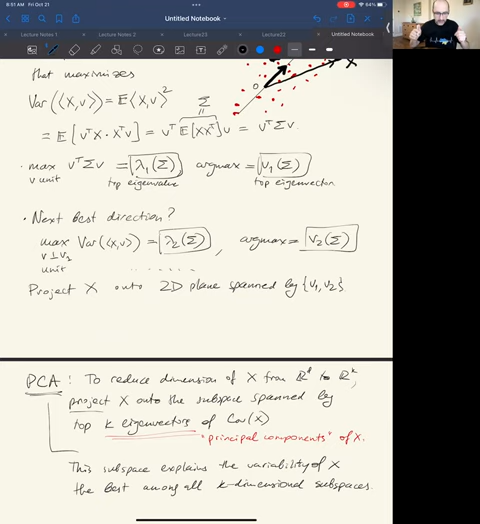 8:51 AM Fri Oct 21
64%
Untitled Notebook
Lecture Notes 1
Lecture Notes 2
Lecture23
Lecture22
Untitled Notebook
that maximizes
Var(⟨X,v⟩) = 𝔼⟨X,v⟩²
Σ
= 𝔼[vᵀX·Xᵀv] = vᵀ𝔼[XXᵀ]v = vᵀΣv.
0
X
· max vᵀΣv = λ₁(Σ), argmax = v₁(Σ)
v unit top eigenvalue top eigenvector
· Next best direction?
max Var(⟨X,v⟩) = λ₂(Σ), argmax = v₂(Σ)
v⊥v₂
unit
Project X onto 2D plane spanned by {v₁,v₂}
PCA: To reduce dimension of X from ℝᵈ to ℝᵏ,
project X onto the subspace spanned by
top k eigenvectors of Cov(X)
"principal components" of X.
This subspace explains the variability of X
the best among all k-dimensional subspaces.